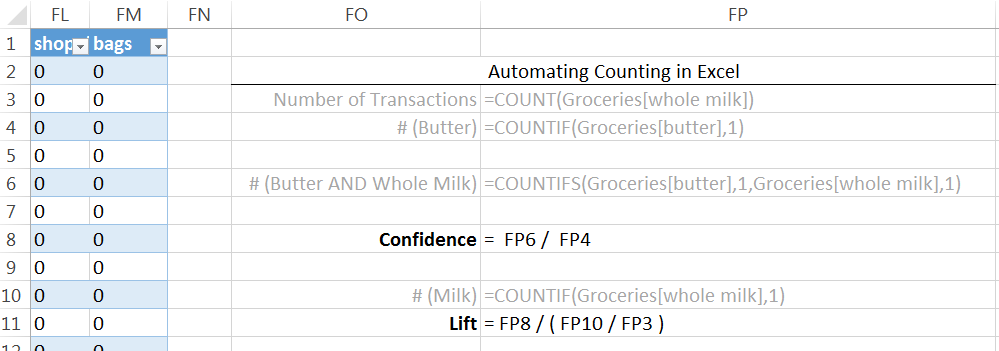 FL FM FN FO FP
1 shop bags
2 0 0 Automating Counting in Excel
3 0 0 Number of Transactions =COUNT(Groceries[whole milk])
4 0 0 # (Butter) =COUNTIF(Groceries[butter],1)
5 0 0
6 0 0 # (Butter AND Whole Milk) =COUNTIFS(Groceries[butter],1,Groceries[whole milk],1)
7 0 0
8 0 0 Confidence = FP6 / FP4
9 0 0
10 0 0 # (Milk) =COUNTIF(Groceries[whole milk],1)
11 0 0 Lift = FP8 / ( FP10 / FP3 )